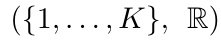 ({1, . . . , K}, ℝ)